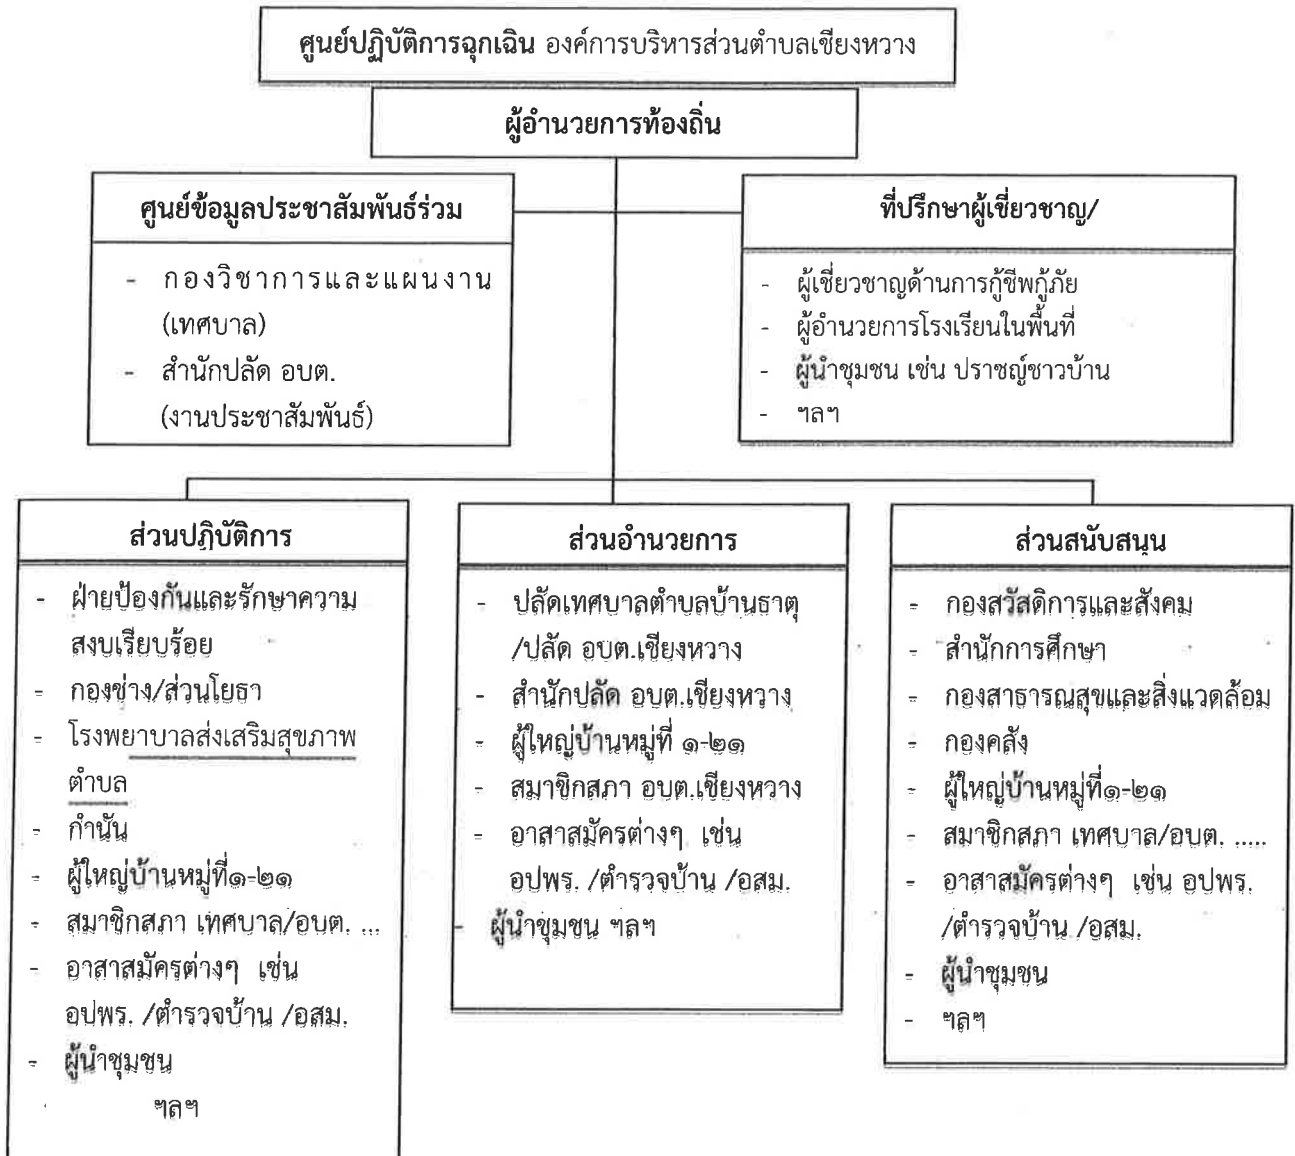 ศูนย์ปฏิบัติการฉุกเฉิน องค์การบริหารส่วนตำบลเชียงหวาง
ผู้อำนวยการท้องถิ่น
ศูนย์ข้อมูลประชาสัมพันธ์ร่วม
- กองวิชาการและแผนงาน
(เทศบาล)
- สำนักปลัด อบต.
(งานประชาสัมพันธ์)
ที่ปรึกษาผู้เชี่ยวชาญ/
- ผู้เชี่ยวชาญด้านการกู้ชีพกู้ภัย
- ผู้อำนวยการโรงเรียนในพื้นที่
- ผู้นำชุมชน เช่น ปราชญ์ชาวบ้าน
- ฯลฯ
ส่วนปฏิบัติการ
- ฝ่ายป้องกันและรักษาความ
สงบเรียบร้อย
- กองช่าง/ส่วนโยธา
- โรงพยาบาลส่งเสริมสุขภาพ
ตำบล
- กำนัน
- ผู้ใหญ่บ้านหมู่ที่๑-๒๑
- สมาชิกสภา เทศบาล/อบต. ...
- อาสาสมัครต่างๆ เช่น
อปพร. /ตำรวจบ้าน /อสม.
- ผู้นำชุมชน
ฯลฯ
ส่วนอำนวยการ
- ปลัดเทศบาลตำบลบ้านธาตุ
/ปลัด อบต.เชียงหวาง
- สำนักปลัด อบต.เชียงหวาง
- ผู้ใหญ่บ้านหมู่ที่ ๑-๒๑
- สมาชิกสภา อบต.เชียงหวาง
- อาสาสมัครต่างๆ เช่น
อปพร. /ตำรวจบ้าน /อสม.
- ผู้นำชุมชน ฯลฯ
ส่วนสนับสนุน
- กองสวัสดิการและสังคม
- สำนักการศึกษา
- กองสาธารณสุขและสิ่งแวดล้อม
- กองคลัง
- ผู้ใหญ่บ้านหมู่ที่๑-๒๑
- สมาชิกสภา เทศบาล/อบต. .....
- อาสาสมัครต่างๆ เช่น อปพร.
/ตำรวจบ้าน /อสม.
- ผู้นำชุมชน
- ฯลฯ